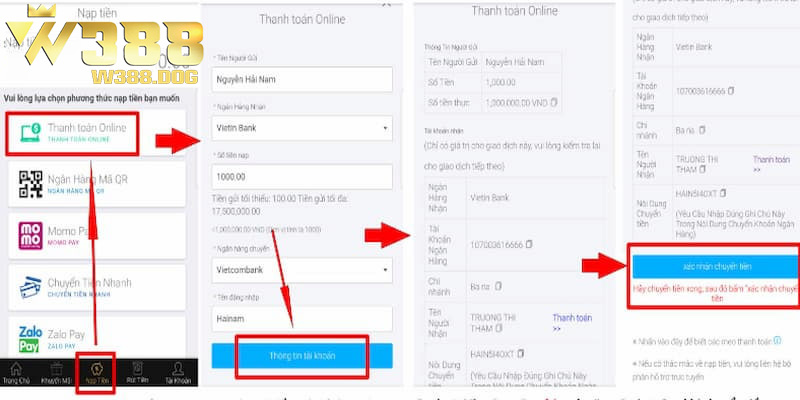 Nạp tiền
W388
W388.DOG
Vui lòng lựa chọn phương thức nạp tiền bạn muốn
Thanh toán Online
THANH TOÁN ONLINE
Ngân Hàng Mã QR
NGÂN HÀNG MÃ QR
mo
mo
Momo Pay
MOMO PAY
Chuyển Tiền Nhanh
CHUYỂN TIỀN NHANH
Zalo
Pay
Zalo Pay
ZALO PAY
Trang Chủ
Khuyến Mãi
Nạp Tiền
Rút Tiền
Tài Khoản
Thanh toán Online
* Tên Người Gửi
Nguyễn Hải Nam
* Ngân Hàng Nhận
Vietin Bank
* Số tiền nạp
1000.00
Tiền gửi tối thiểu: 100.00 Tiền gửi tối đa:
17,500,000.00
=1,000,000.00 VND (Đơn vị tính là 1000)
* Ngân hàng chuyển
Vietcombank
* Tên đăng nhập
Hainam
Thông tin tài khoản
Thanh toán Online
Thông Tin Người Gửi
Tên Người Gửi Nguyễn Hải Nam
Số Tiền 1,000.00
Số tiền thực 1,000,000.00 VND
Tài khoản nhận
(Chỉ có giá trị cho giao dịch này, vui lòng kiểm tra lại
cho giao dịch tiếp theo)
Ngân
Hàng
Nhận
Vietin Bank
Tài
Khoản
Ngân
Hàng
107003616666
Chi
nhánh
Ba ria
Tên
Người
Nhận
TRUONG THI
THAM
Thanh toán
>>
Nội Dung
Chuyển
HAIN5I4OXT
(Yêu Cầu Nhập Đúng Ghi Chú Này
cho giao dịch tiếp theo)
Ngân
Hàng
Nhận
Vietin Bank
Tài
Khoản
Ngân
Hàng
107003616666
Chi
nhánh
Ba ria
Tên
Người
Nhận
TRUONG THI
THAM
Thanh toán
>>
Nội Dung
Chuyển
tiền
HAIN5I4OXT
(Yêu Cầu Nhập Đúng Ghi Chú Này
Trong Nội Dung Chuyển Khoản Ngân
Hàng)
xác nhận chuyển tiền
Hãy chuyển tiền xong, sau đó bấm "xác nhận chuyển
tiền
※ Nhấn vào đây để biết các mẹo thanh toán
※ Nếu có thắc mắc về nạp tiền, vui lòng liên hệ bộ
phận hỗ trợ trực tuyến